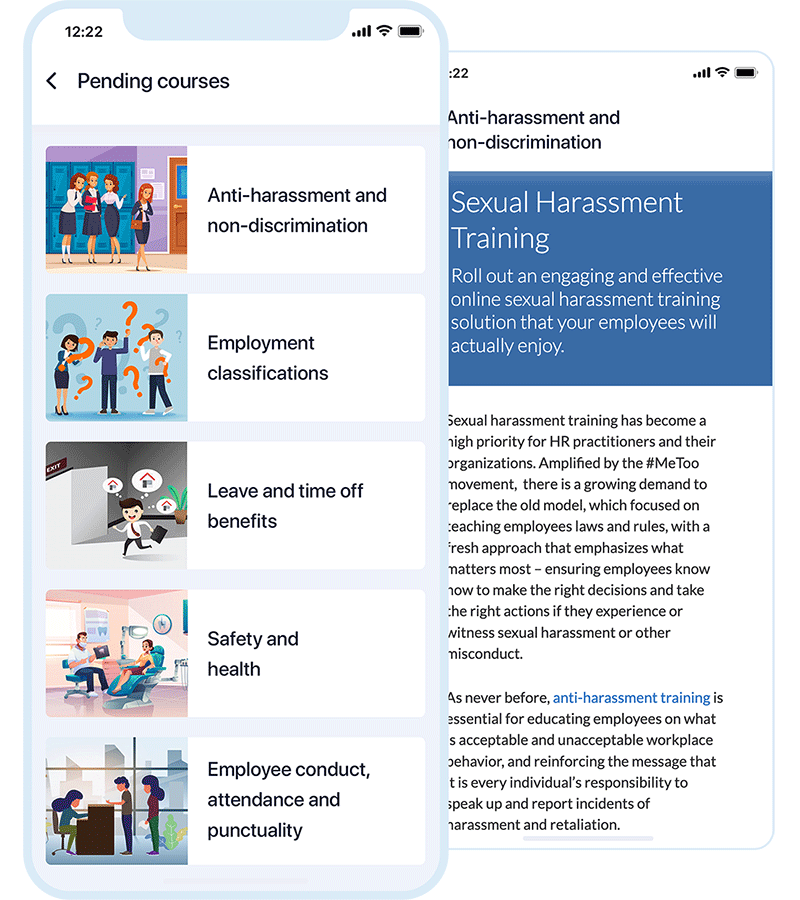 12:22
Pending courses
Anti-harassment and
non-discrimination
Employment
classifications
EXIT
Leave and time off
benefits
Safety and
health
Employee conduct,
attendance and
punctuality
:22
Anti-harassment and
non-discrimination
Sexual Harassment
Training
Roll out an engaging and effective
online sexual harassment training
solution that your employees will
actually enjoy.
Sexual harassment training has become a
high priority for HR practitioners and their
organizations. Amplified by the #MeToo
movement,  there is a growing demand to
replace the old model, which focused on
teaching employees laws and rules, with a
fresh approach that emphasizes what
matters most – ensuring employees know
how to make the right decisions and take
the right actions if they experience or
witness sexual harassment or other
misconduct.
As never before, anti-harassment training is
essential for educating employees on what
is acceptable and unacceptable workplace
behavior, and reinforcing the message that
it is every individual’s responsibility to
speak up and report incidents of
harassment and retaliation.